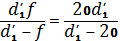 d₁′f / (d₁′ − f) = 20d₁′ / (d₁′ − 20)